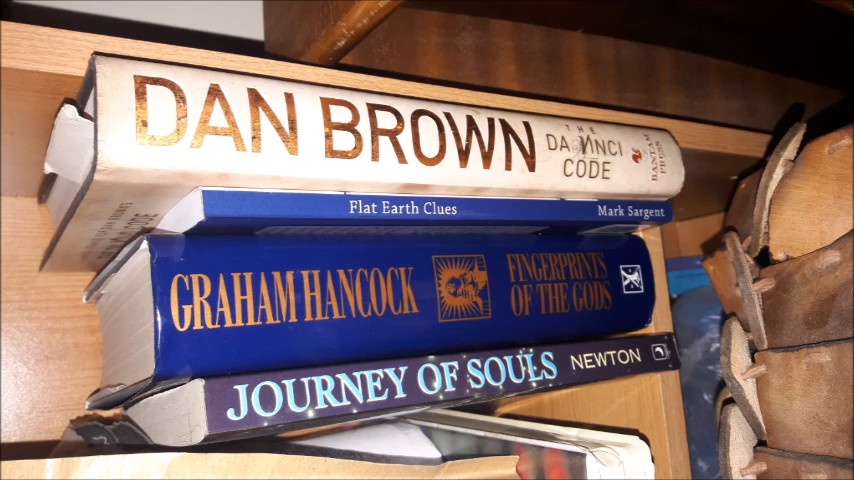 DAN BROWN
THE
DA VINCI
CODE
BANTAM
PRESS
Flat Earth Clues
Mark Sargent
GRAHAM HANCOCK
FINGERPRINTS
OF THE GODS
JOURNEY OF SOULS
NEWTON